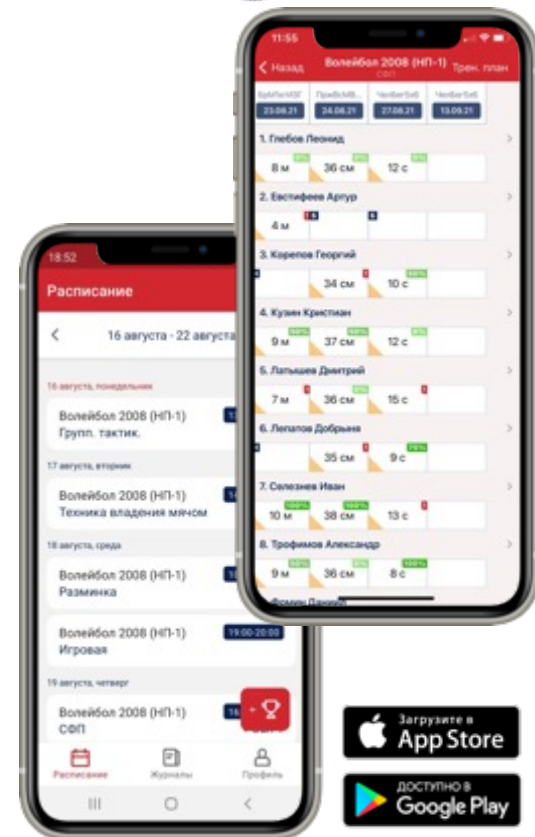 11:55
Назад
Волейбол 2008 (НП-1)
СФП
Трен. план
23.08.21 24.08.21 27.08.21 13.09.21
1. Глебов Леонид
8 м 36 см 12 с
2. Евстифеев Артур
4 м
3. Корепов Георгий
34 см 10 с
4. Кузин Кристиан
9 м 37 см 12 с
5. Латышев Дмитрий
7 м 36 см 15 с
6. Лепатов Добрыня
35 см 9 с
7. Селезнев Иван
10 м 38 см 13 с
8. Трофимов Александр
9 м 36 см 8 с
Фомин Даниил
18:52
Расписание
16 августа - 22 августа
16 августа, понедельник
Волейбол 2008 (НП-1)
Групп. тактик.
17 августа, вторник
Волейбол 2008 (НП-1)
Техника владения мячом
18 августа, среда
Волейбол 2008 (НП-1)
Разминка
Волейбол 2008 (НП-1) 19:00-20:00
Игровая
19 августа, четверг
Волейбол 2008 (НП-1) 16
СФП
Расписание Журналы Профиль
Загрузите в
App Store
ДОСТУПНО В
Google Play